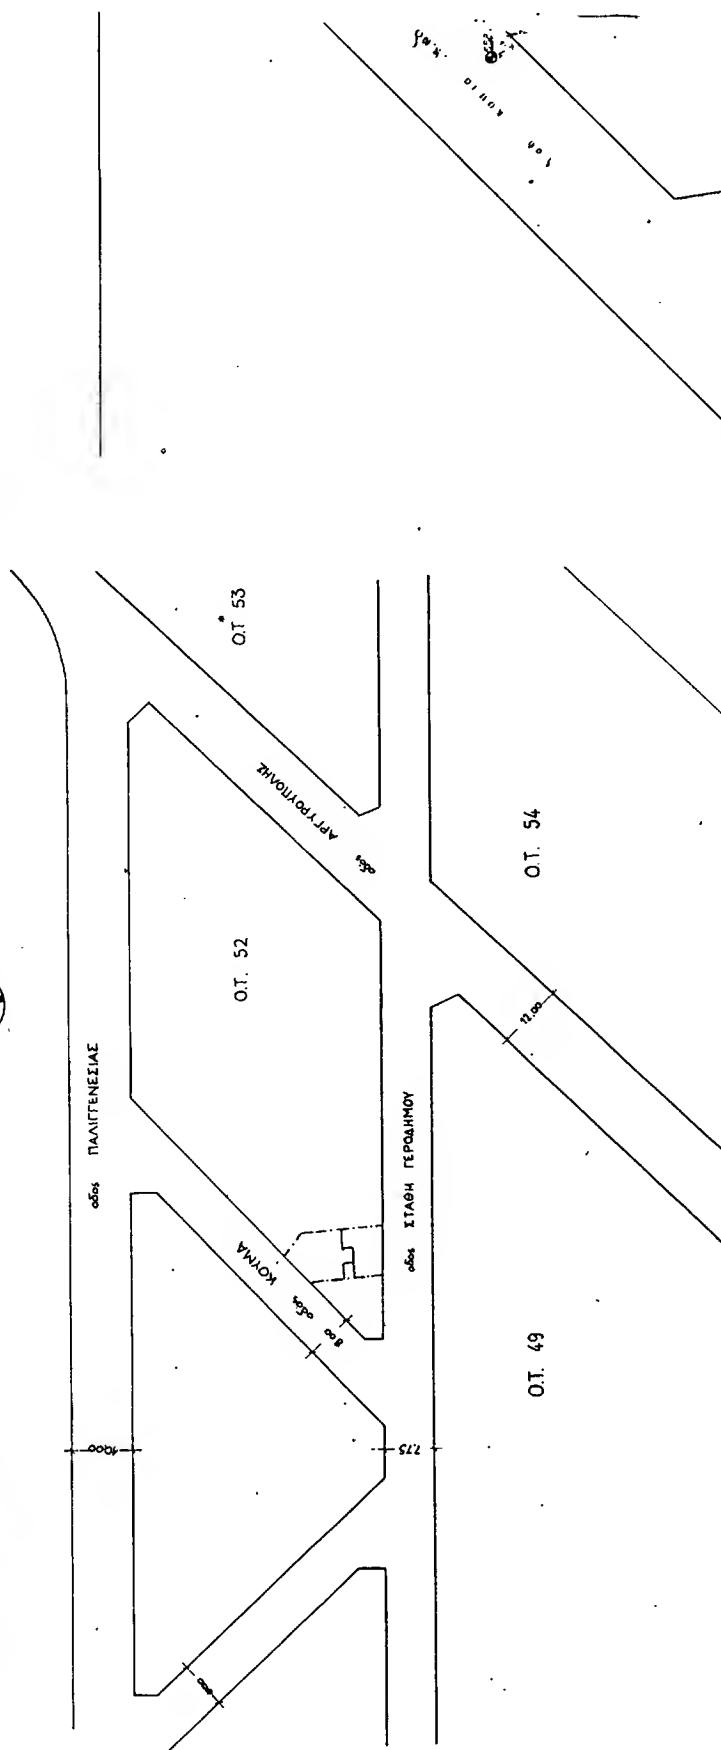 Ο.Τ 53
οδος ΑΡΓΥΡΟΥΠΟΛΗΣ
Ο.Τ. 54
Ο.Τ. 52
12.00
οδος ΠΑΛΙΓΓΕΝΕΣΙΑΣ
οδος ΣΤΑΘΗ ΓΕΡΟΔΗΜΟΥ
οδος ΚΟΥΜΑ
8.00
Ο.Τ. 49
10.00
7.75